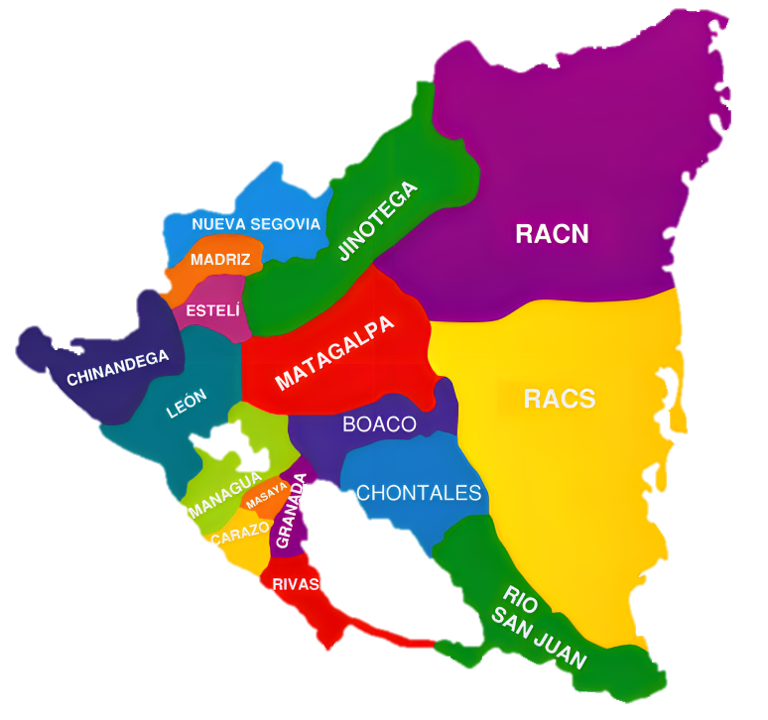 RACN
NUEVA SEGOVIA
JINOTEGA
MADRIZ
ESTELÍ
CHINANDEGA
MATAGALPA
LEÓN
RACS
BOACO
MANAGUA
MASAYA
GRANADA
CHONTALES
CARAZO
RIVAS
RIO
SAN JUAN